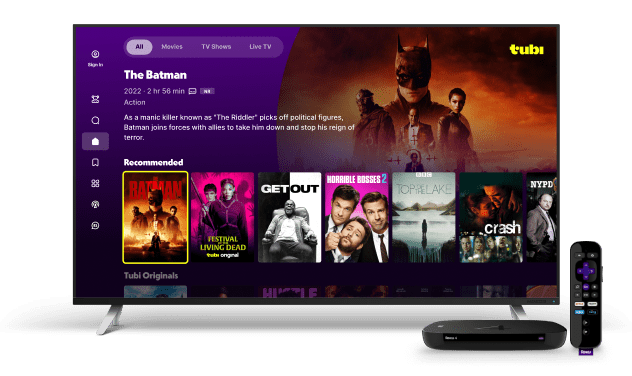 All
Movies
TV Shows
Live TV
tubi
Sign In
The Batman
2022 · 2 hr 56 min
Action
As a manic killer known as "The Riddler" picks off political figures,
Batman joins forces with allies to take him down and stop his reign of
terror.
Recommended
THE BATMAN
FESTIVAL
OF THE
LIVING DEAD
tubi original
GET OUT
HORRIBLE BOSSES 2
BBC
TOP OF THE LAKE
crash
NYPD
Tubi Originals
HUSTLE
Roku
Roku